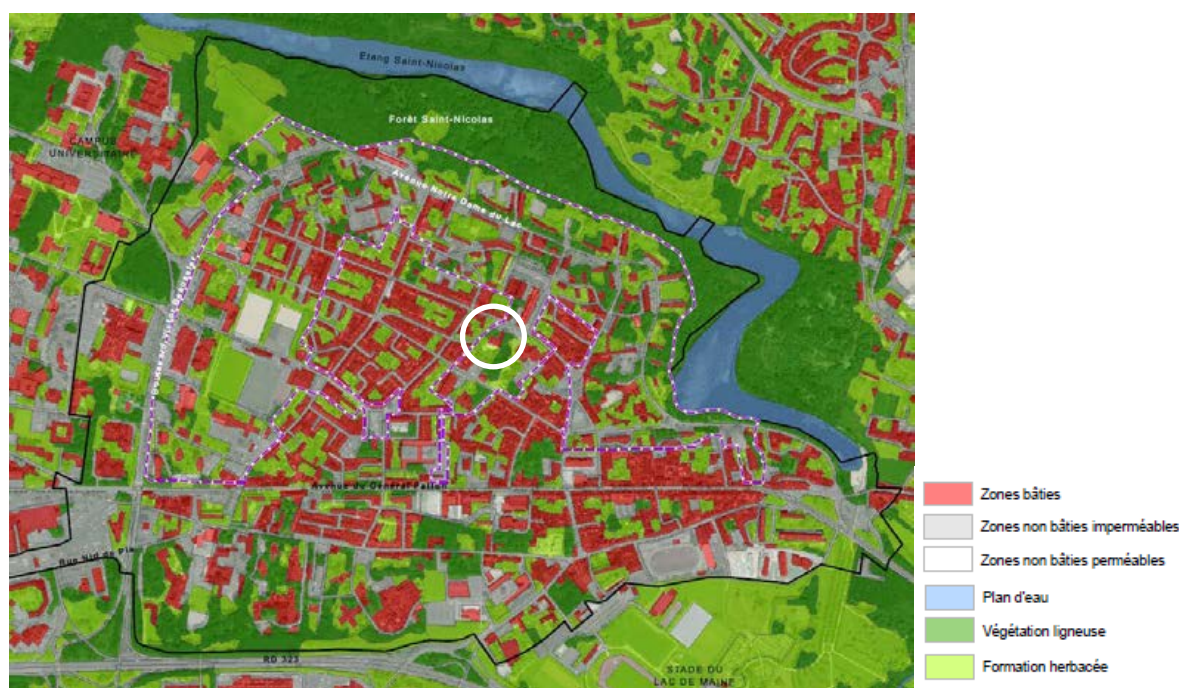 Etang Saint-Nicolas
Forêt Saint-Nicolas
CAMPUS
UNIVERSITAIRE
Avenue Notre Dame du Lac
Avenue du Général Patton
Rue Nid de Pie
RD 323
STADE DU
LAC DE MAINE
Zones bâties
Zones non bâties imperméables
Zones non bâties perméables
Plan d'eau
Végétation ligneuse
Formation herbacée